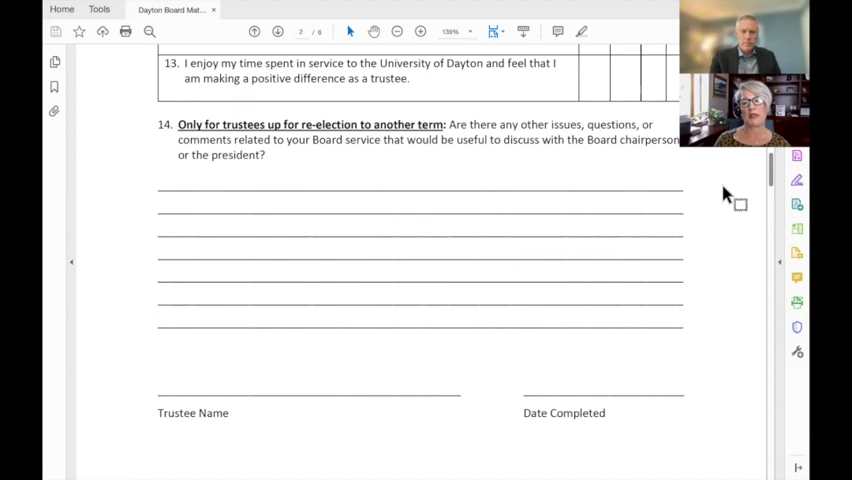 Home
Tools
Dayton Board Mat...
2 / 6
139%
13. I enjoy my time spent in service to the University of Dayton and feel that I
am making a positive difference as a trustee.
14. Only for trustees up for re-election to another term: Are there any other issues, questions, or
comments related to your Board service that would be useful to discuss with the Board chairperson
or the president?
Trustee Name
Date Completed